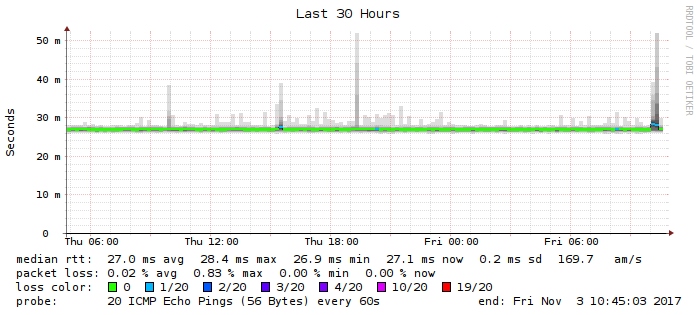 Last 30 Hours
RRDTOOL / TOBI OETIKER
Seconds
50 m
40 m
30 m
20 m
10 m
0
Thu 06:00 Thu 12:00 Thu 18:00 Fri 00:00 Fri 06:00
median rtt: 27.0 ms avg 28.4 ms max 26.9 ms min 27.1 ms now 0.2 ms sd 169.7 am/s
packet loss: 0.02 % avg 0.83 % max 0.00 % min 0.00 % now
loss color: 0 1/20 2/20 3/20 4/20 10/20 19/20
probe: 20 ICMP Echo Pings (56 Bytes) every 60s end: Fri Nov 3 10:45:03 2017